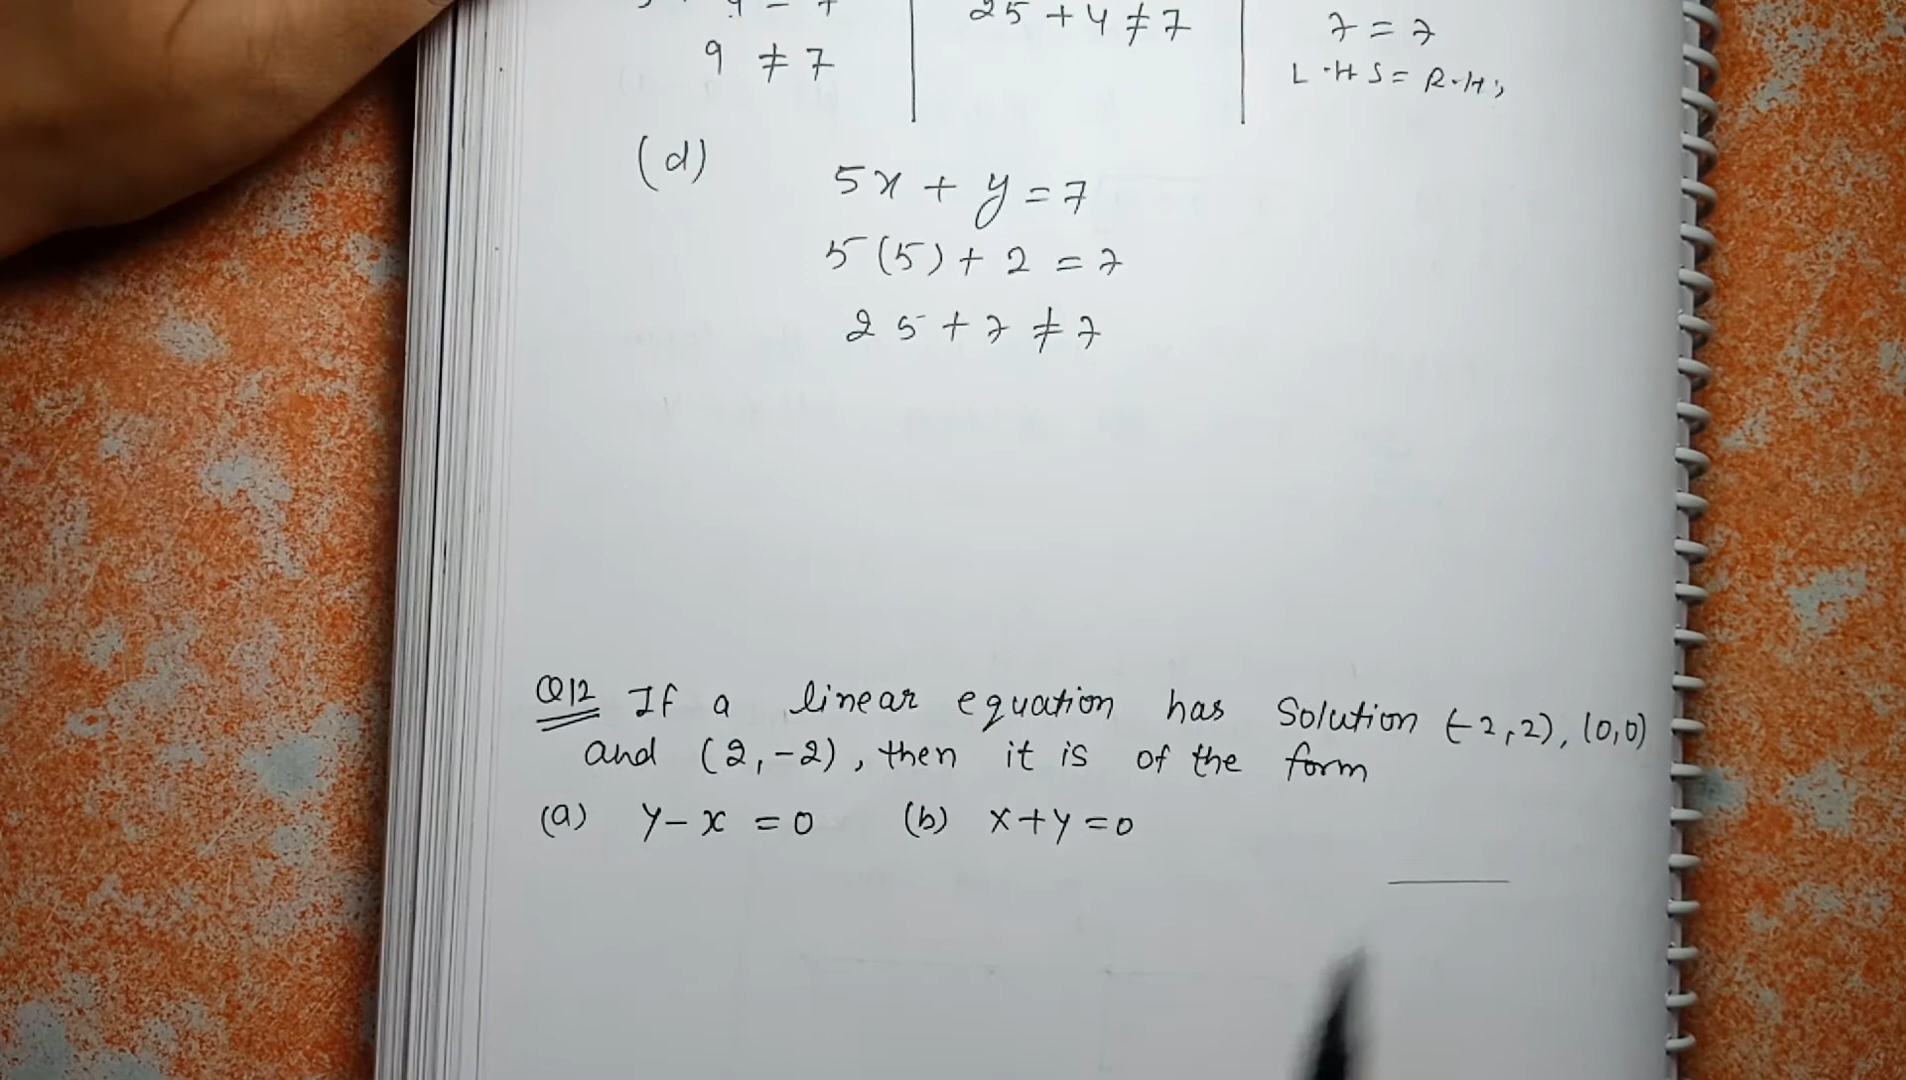 9 ≠ 7
25 + 4 ≠ 7
7 = 7
L.H S = R.H
(d)
5x + y = 7
5(5) + 2 = 7
25 + 7 ≠ 7
Q12 If a linear equation has Solution (-2,2), (0,0)
and (2,-2), then it is of the form
(a) y - x = 0 (b) x + y = 0